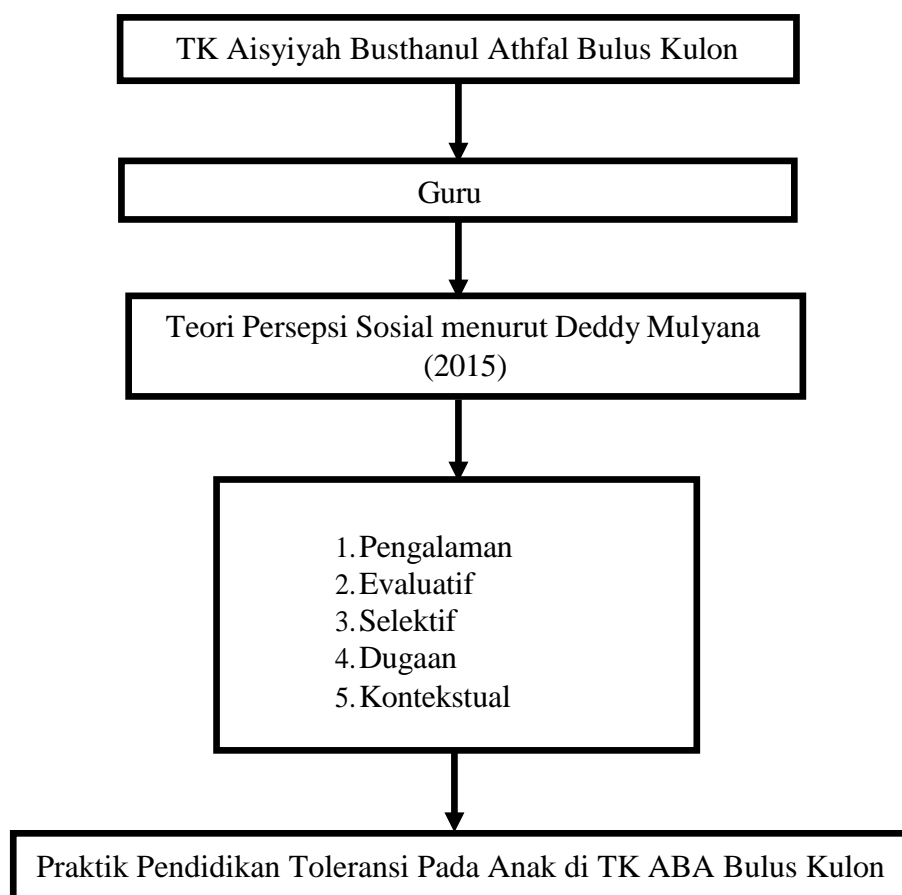 TK Aisyiyah Busthanul Athfal Bulus Kulon
Guru
Teori Persepsi Sosial menurut Deddy Mulyana
(2015)
1. Pengalaman
2. Evaluatif
3. Selektif
4. Dugaan
5. Kontekstual
Praktik Pendidikan Toleransi Pada Anak di TK ABA Bulus Kulon